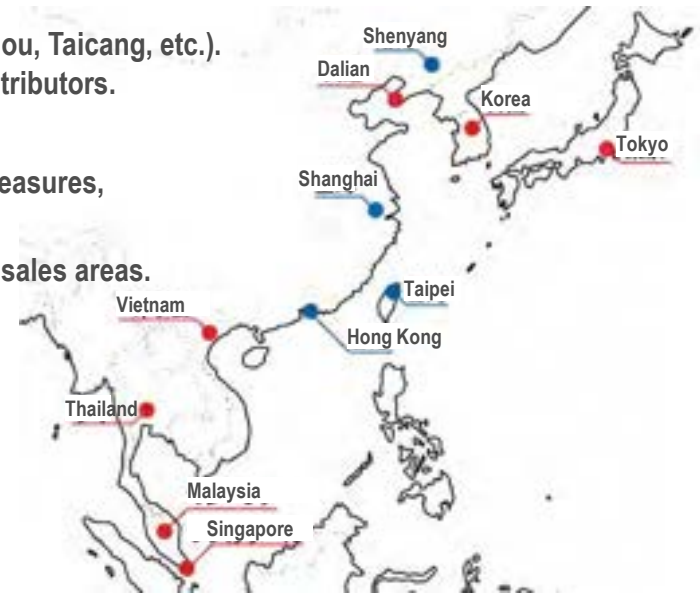 ou, Taicang, etc.).
tributors.
easures,
sales areas.
Shenyang
Dalian
Korea
Tokyo
Shanghai
Taipei
Vietnam
Hong Kong
Thailand
Malaysia
Singapore